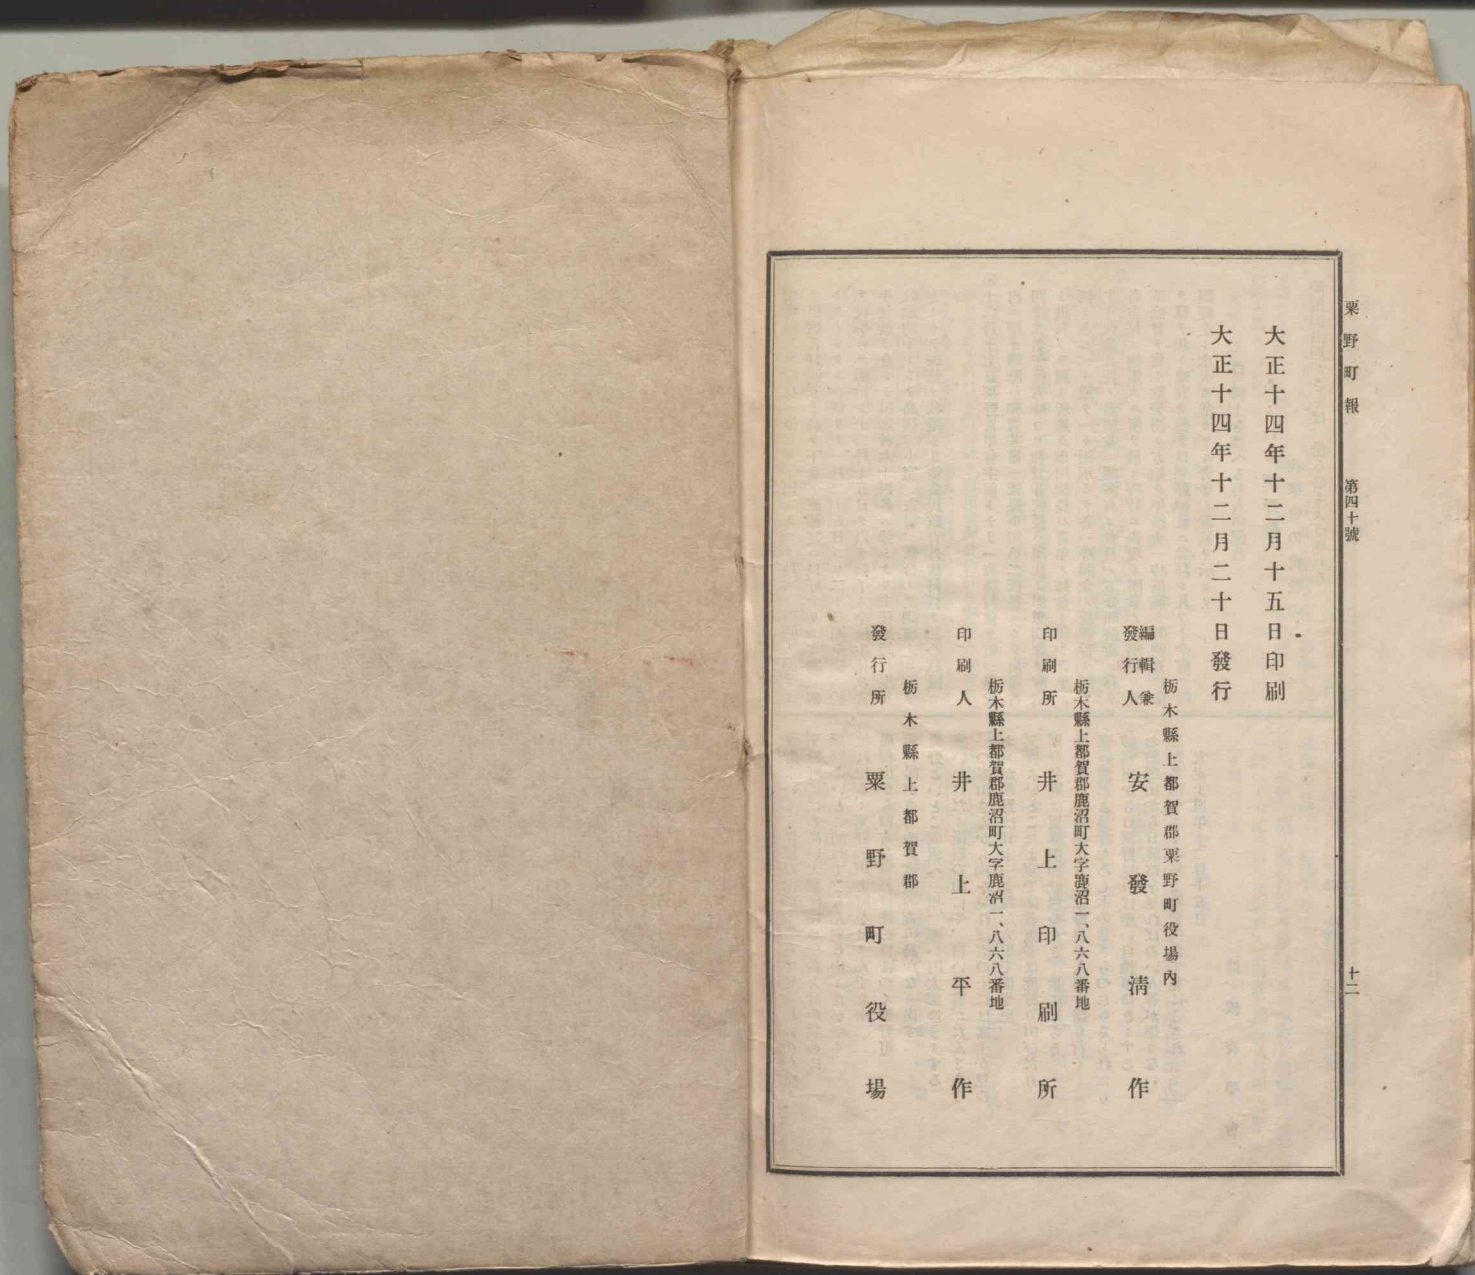 粟野町報 第四十號 十二
大正十四年十二月十五日印刷
大正十四年十二月二十日發行
栃木縣上都賀郡粟野町役場內
編輯兼
發行人 安發淸作
栃木縣上都賀郡鹿沼町大字鹿沼一、八六八番地
印刷所 井上印刷所
栃木縣上都賀郡鹿沼町大字鹿沼一、八六八番地
印刷人 井上平作
栃木縣上都賀郡
發行所 粟野町役場